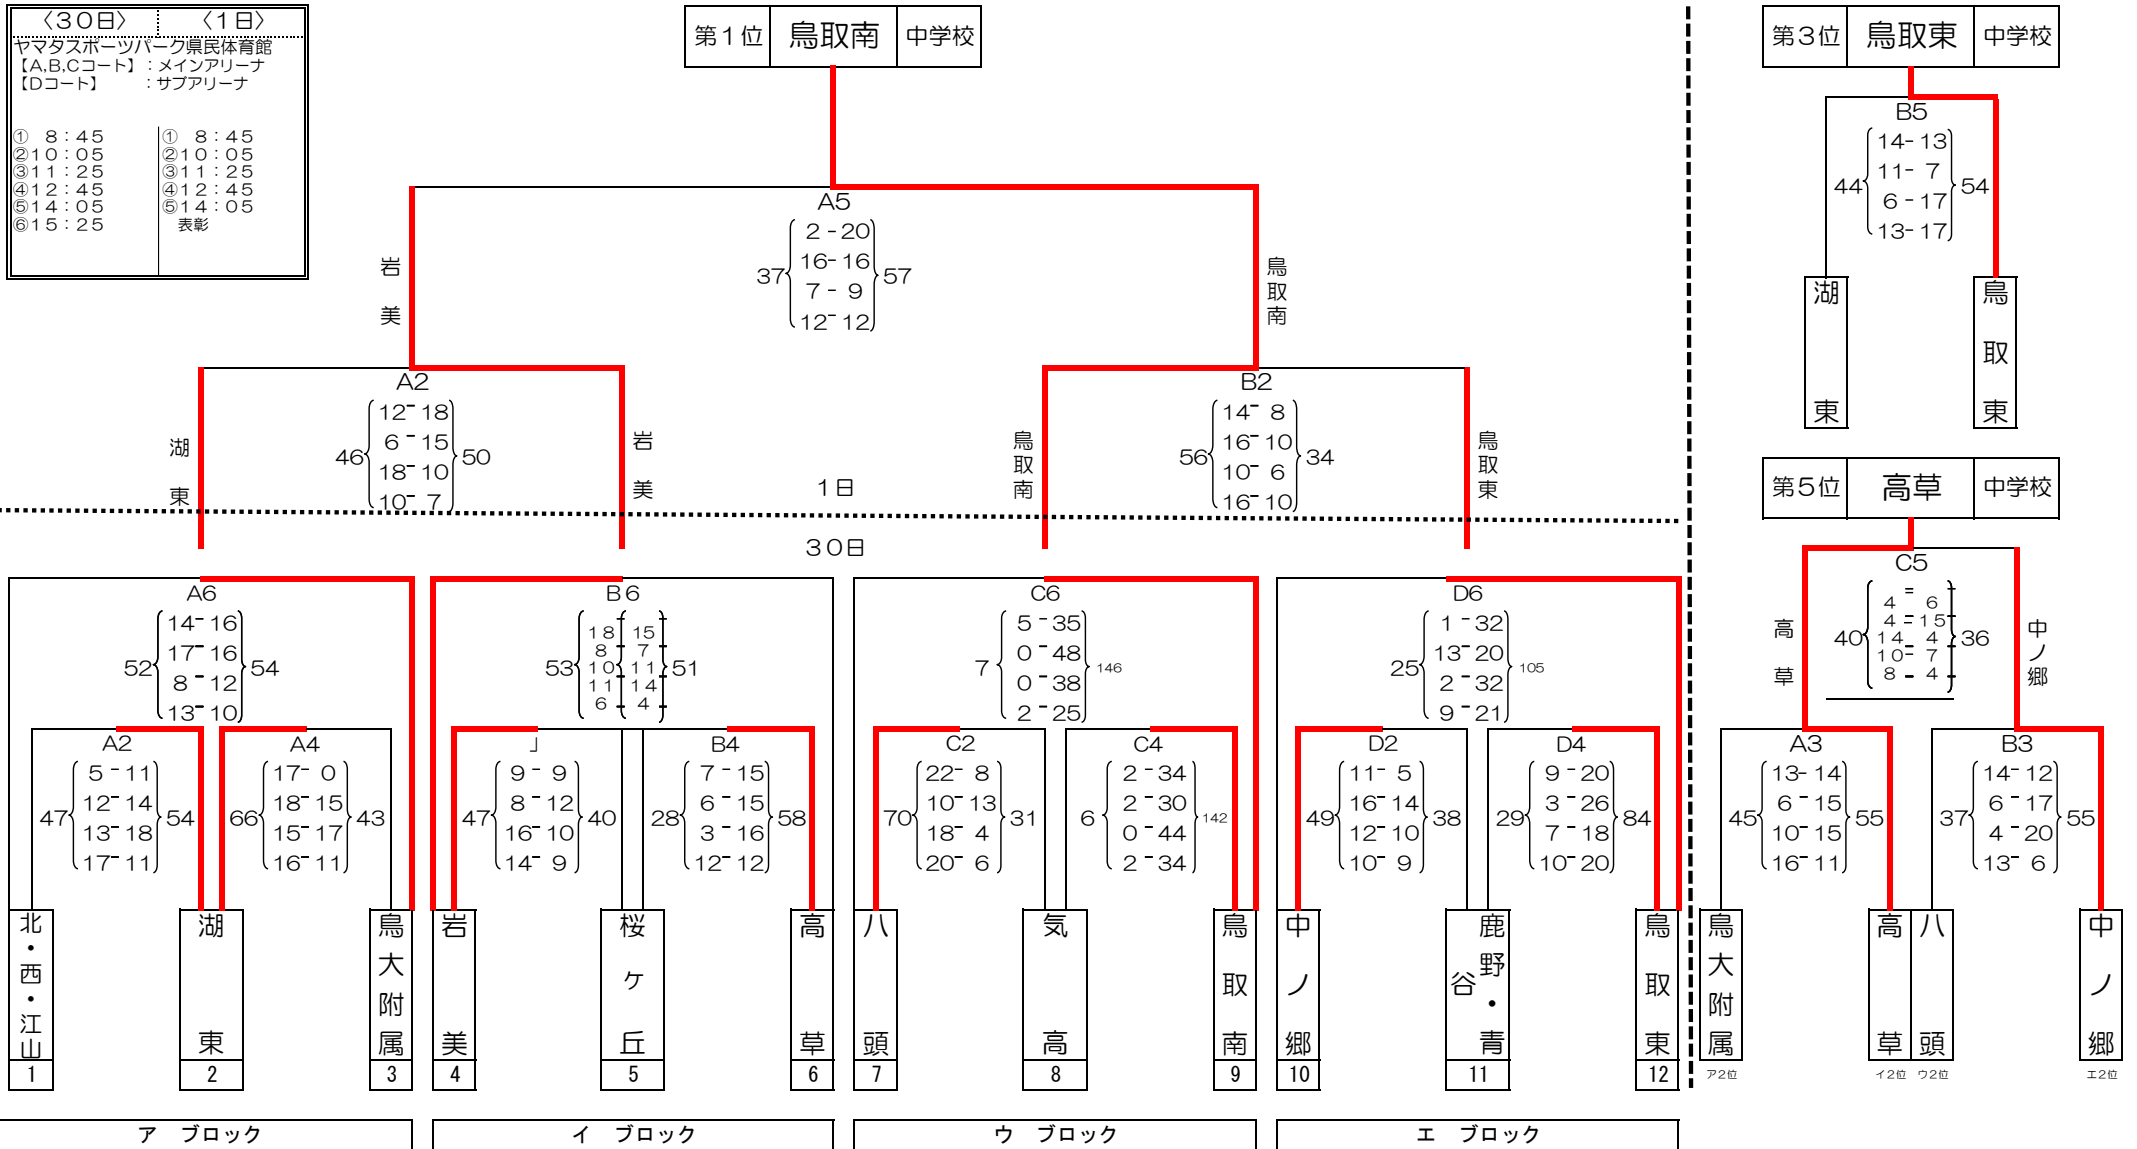 〈30日〉 〈1日〉
ヤマタスポーツパーク県民体育館
【A,B,Cコート】：メインアリーナ
【Dコート】 ：サブアリーナ
① 8：45 ① 8：45
②10：05 ②10：05
③11：25 ③11：25
④12：45 ④12：45
⑤14：05 ⑤14：05
⑥15：25 表彰
第1位 鳥取南 中学校
A5
2-20
16-16
37 57
7-9
12-12
岩美
鳥取南
A2
12-18
6-15
46 50
18-10
10-7
湖東
岩美
B2
14-8
16-10
56 34
10-6
16-10
鳥取南
鳥取東
1日
30日
A6
14-16
17-16
52 54
8-12
13-10
B6
18 15
8 7
53 10 11 51
11 14
6 4
C6
5-35
0-48
7 146
0-38
2-25
D6
1-32
13-20
25 105
2-32
9-21
A2
5-11
12-14
47 54
13-18
17-11
A4
17-0
18-15
66 43
15-17
16-11
」
9-9
8-12
47 40
16-10
14-9
B4
7-15
6-15
28 58
3-16
12-12
C2
22-8
10-13
70 31
18-4
20-6
C4
2-34
2-30
6 142
0-44
2-34
D2
11-5
16-14
49 38
12-10
10-9
D4
9-20
3-26
29 84
7-18
10-20
北・西・江山
湖東
鳥大附属
岩美
桜ヶ丘
高草
八頭
気高
鳥取南
中ノ郷
鹿野・青谷
鳥取東
1 2 3 4 5 6 7 8 9 10 11 12
ア ブロック イ ブロック ウ ブロック エ ブロック
第3位 鳥取東 中学校
B5
14-13
11-7
44 54
6-17
13-17
湖東
鳥取東
第5位 高草 中学校
C5
=
4 6
4-15
40 14 4 36
10-7
8-4
高草
中ノ郷
A3
13-14
6-15
45 55
10-15
16-11
B3
14-12
6-17
37 55
4-20
13-6
鳥大附属
高草
八頭
中ノ郷
ア2位 イ2位 ウ2位 エ2位